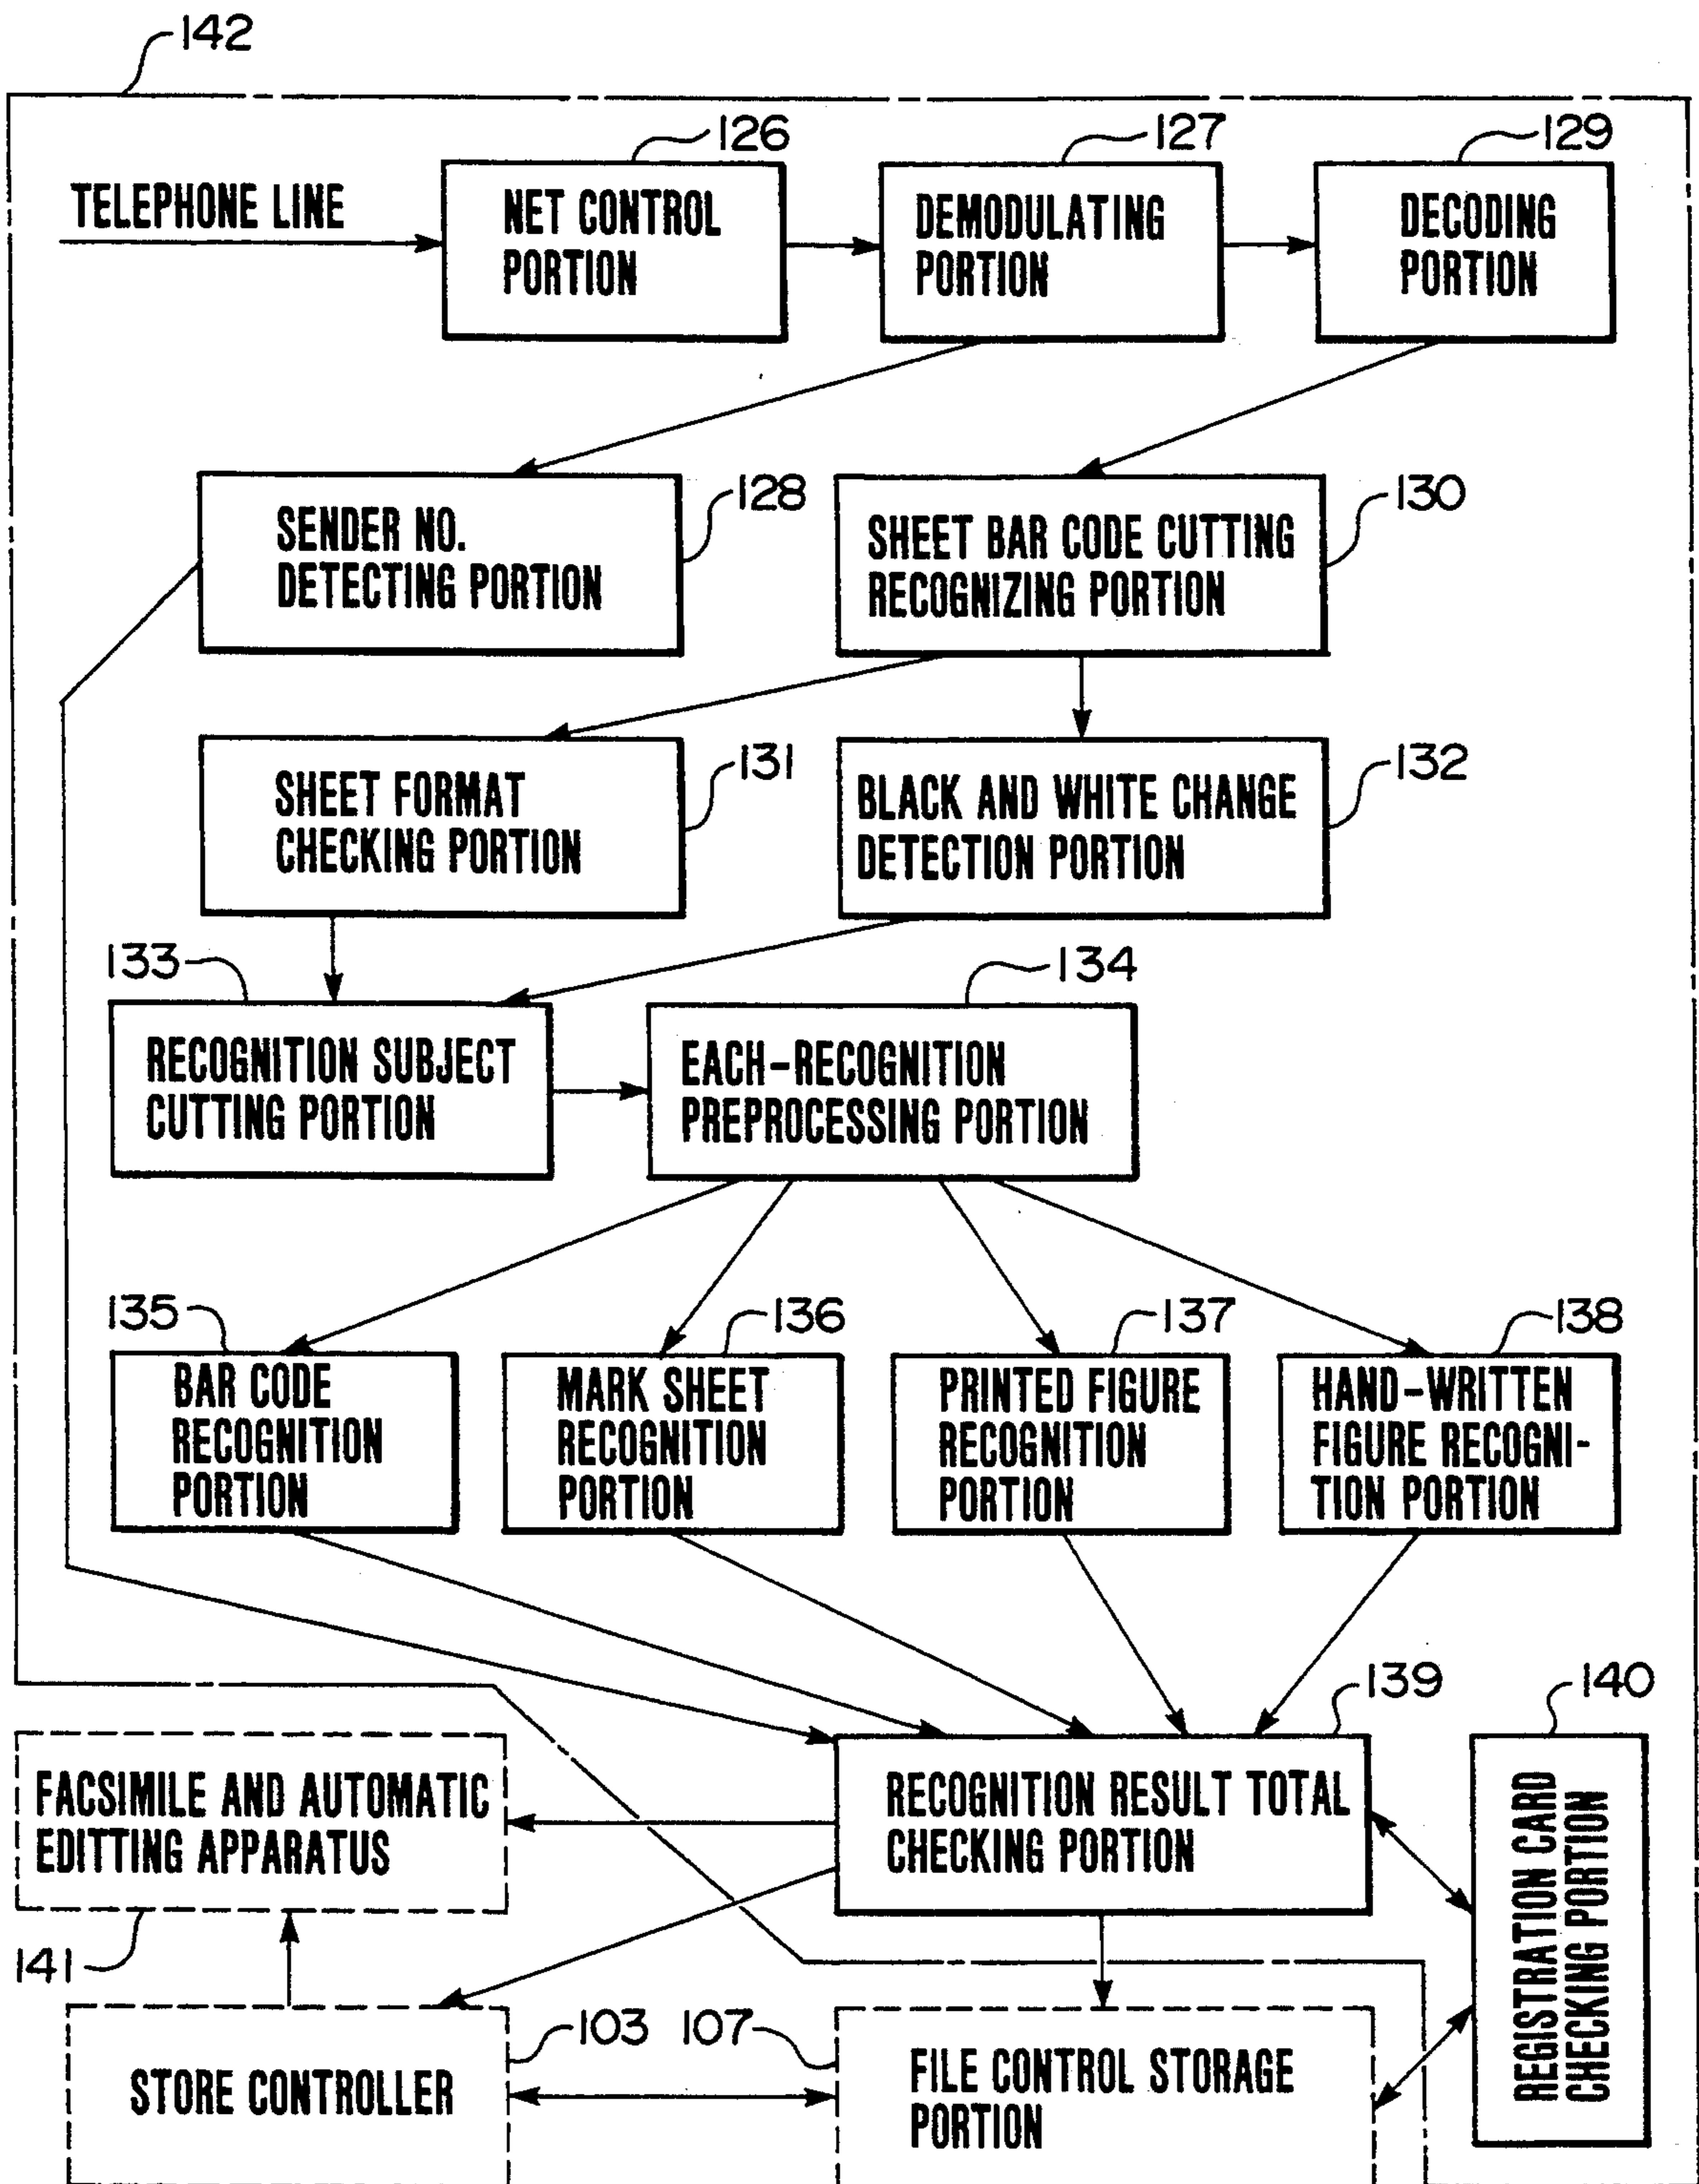 142
126
127
129
TELEPHONE LINE
NET CONTROL
PORTION
DEMODULATING
PORTION
DECODING
PORTION
128
130
SENDER NO.
DETECTING PORTION
SHEET BAR CODE CUTTING
RECOGNIZING PORTION
131
132
SHEET FORMAT
CHECKING PORTION
BLACK AND WHITE CHANGE
DETECTION PORTION
133
134
RECOGNITION SUBJECT
CUTTING PORTION
EACH-RECOGNITION
PREPROCESSING PORTION
135
136
137
138
BAR CODE
RECOGNITION
PORTION
MARK SHEET
RECOGNITION
PORTION
PRINTED FIGURE
RECOGNITION
PORTION
HAND-WRITTEN
FIGURE RECOGNI-
TION PORTION
139
140
FACSIMILE AND AUTOMATIC
EDITTING APPARATUS
RECOGNITION RESULT TOTAL
CHECKING PORTION
REGISTRATION CARD
CHECKING PORTION
141
103
107
STORE CONTROLLER
FILE CONTROL STORAGE
PORTION